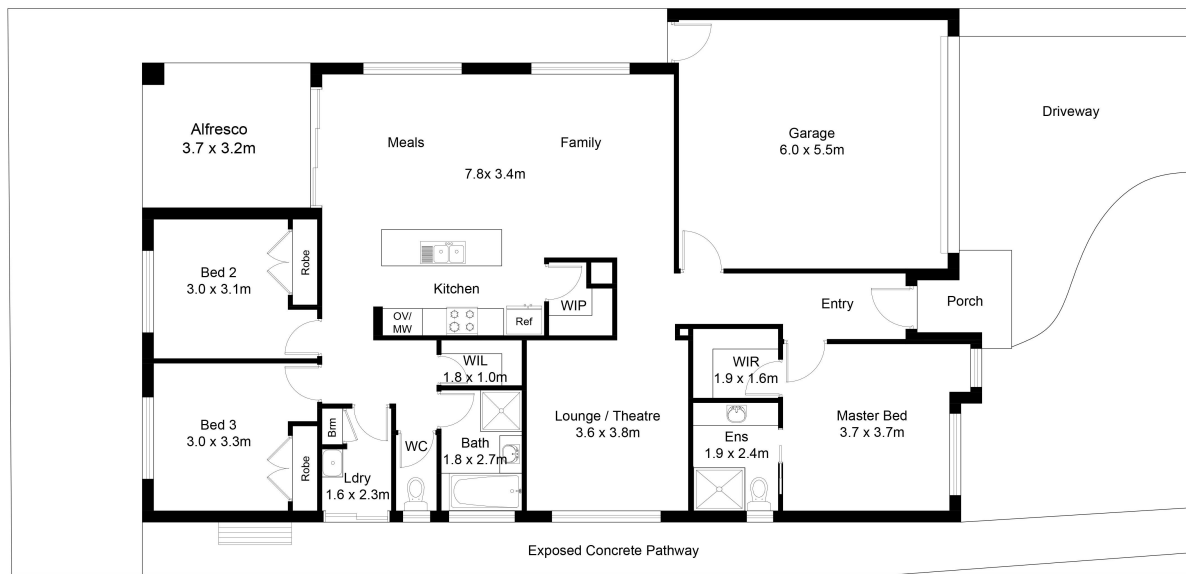 Alfresco
3.7 x 3.2m
Meals
Family
7.8x 3.4m
Garage
6.0 x 5.5m
Driveway
Bed 2
3.0 x 3.1m
Robe
Kitchen
OV/
MW
Ref
WIP
Entry
Porch
WIL
1.8 x 1.0m
WIR
1.9 x 1.6m
Bed 3
3.0 x 3.3m
Robe
Brm
Ldry
1.6 x 2.3m
WC
Bath
1.8 x 2.7m
Lounge / Theatre
3.6 x 3.8m
Ens
1.9 x 2.4m
Master Bed
3.7 x 3.7m
Exposed Concrete Pathway